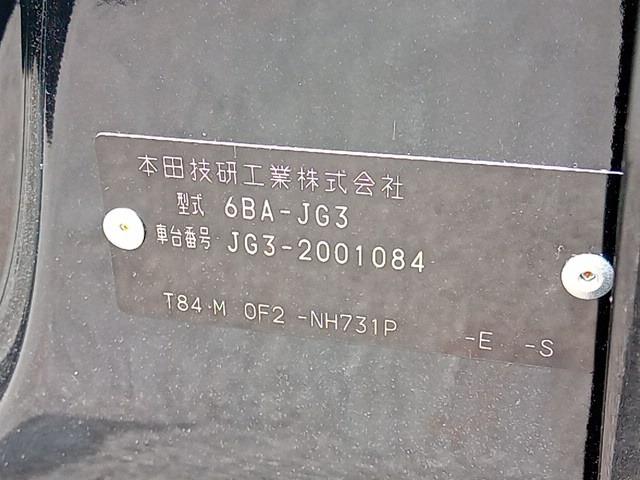 本田技研工業株式会社
型式 6BA-JG3
車台番号 JG3-2001084
T84·M 0F2 -NH731P -E -S